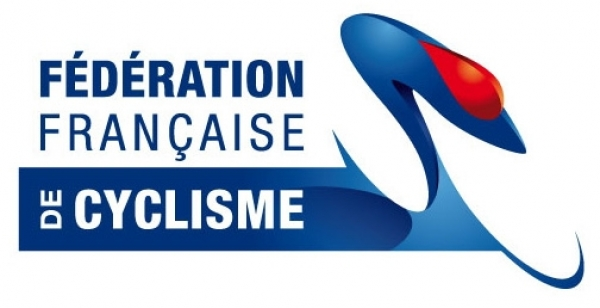 FÉDÉRATION
FRANÇAISE
DE CYCLISME